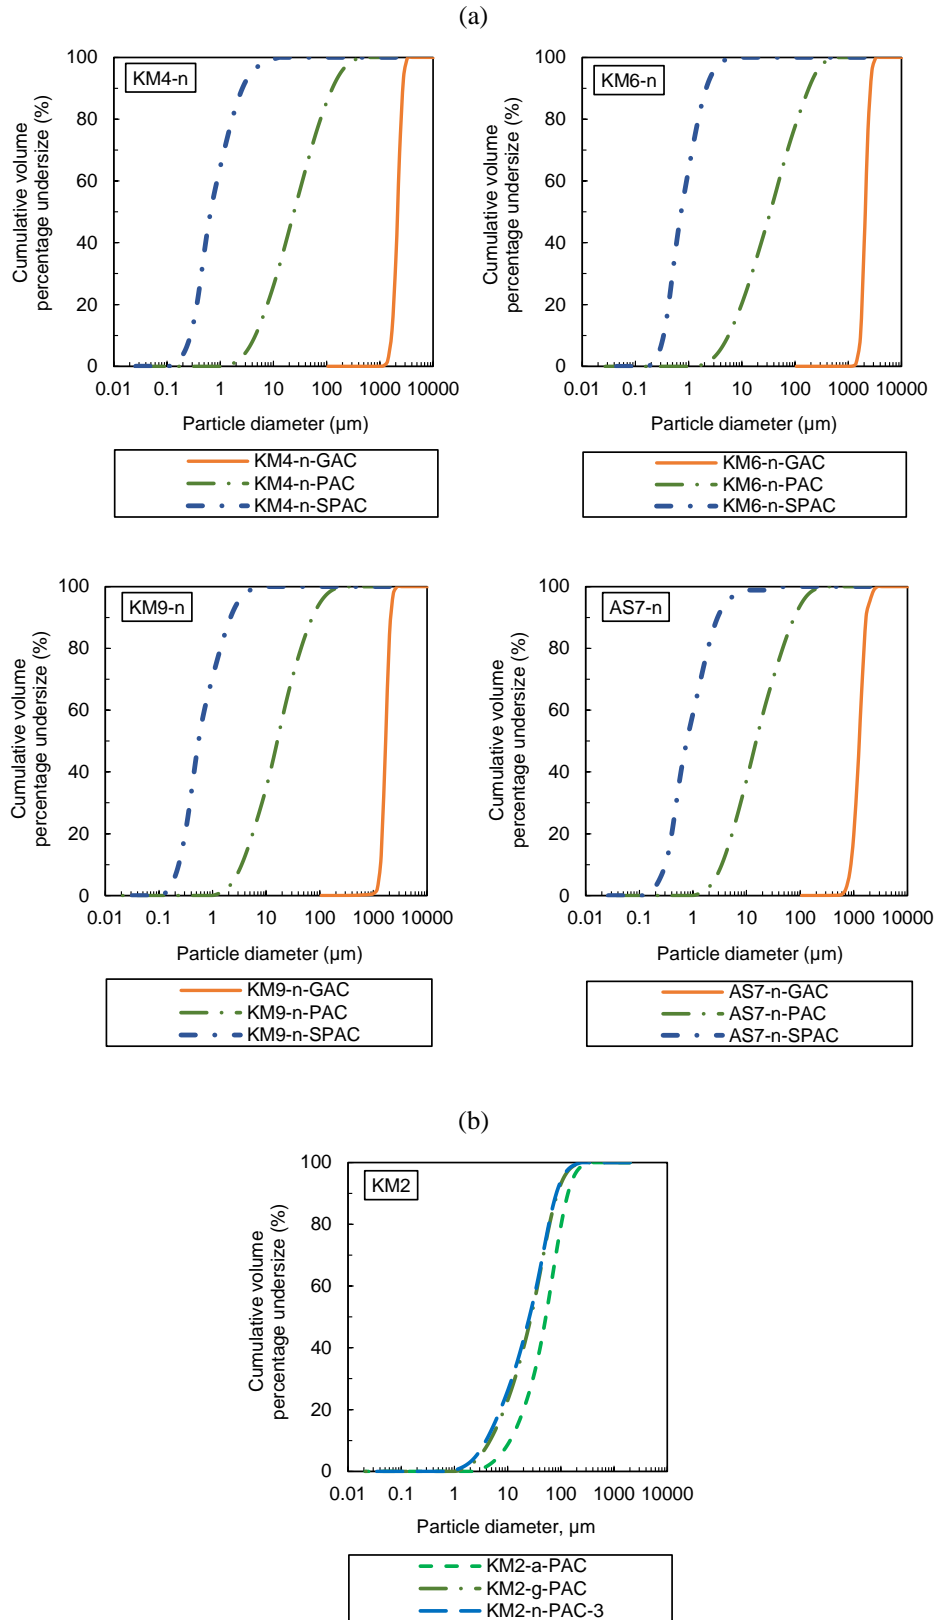 (a)
KM4-n
Cumulative volume
percentage undersize (%)
100
80
60
40
20
0
0.01 0.1 1 10 100 1000 10000
Particle diameter (µm)
KM4-n-GAC
KM4-n-PAC
KM4-n-SPAC
KM6-n
Cumulative volume
percentage undersize (%)
100
80
60
40
20
0
0.01 0.1 1 10 100 1000 10000
Particle diameter (µm)
KM6-n-GAC
KM6-n-PAC
KM6-n-SPAC
KM9-n
Cumulative volume
percentage undersize (%)
100
80
60
40
20
0
0.01 0.1 1 10 100 1000 10000
Particle diameter (µm)
KM9-n-GAC
KM9-n-PAC
KM9-n-SPAC
AS7-n
Cumulative volume
percentage undersize (%)
100
80
60
40
20
0
0.01 0.1 1 10 100 1000 10000
Particle diameter (µm)
AS7-n-GAC
AS7-n-PAC
AS7-n-SPAC
(b)
KM2
Cumulative volume
percentage undersize (%)
100
80
60
40
20
0
0.01 0.1 1 10 100 1000 10000
Particle diameter, µm
KM2-a-PAC
KM2-g-PAC
KM2-n-PAC-3